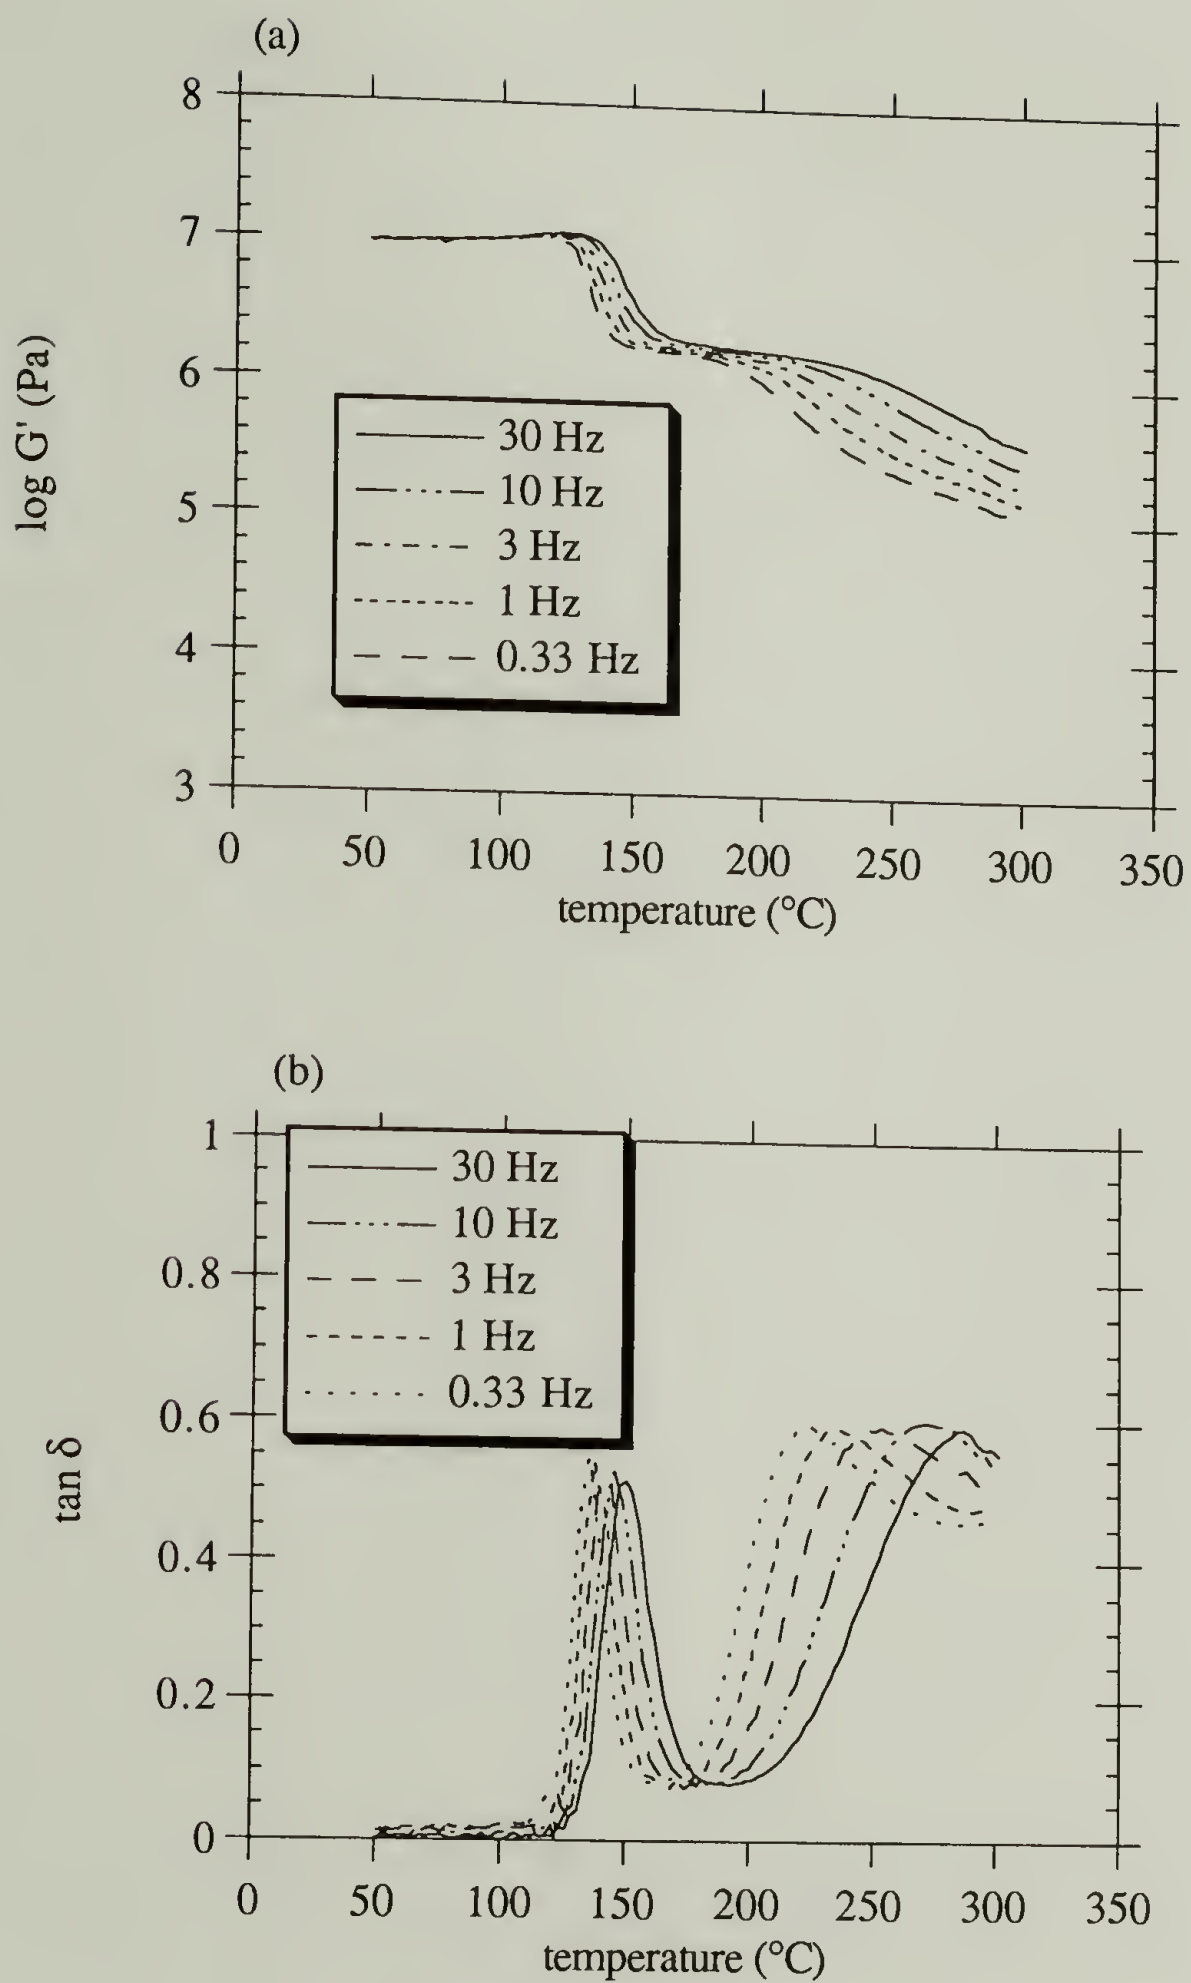 (a)
8
7
6
5
4
3
log G' (Pa)
30 Hz
10 Hz
3 Hz
1 Hz
0.33 Hz
0 50 100 150 200 250 300 350
temperature (°C)
(b)
1
0.8
0.6
0.4
0.2
0
tan δ
30 Hz
10 Hz
3 Hz
1 Hz
0.33 Hz
0 50 100 150 200 250 300 350
temperature (°C)